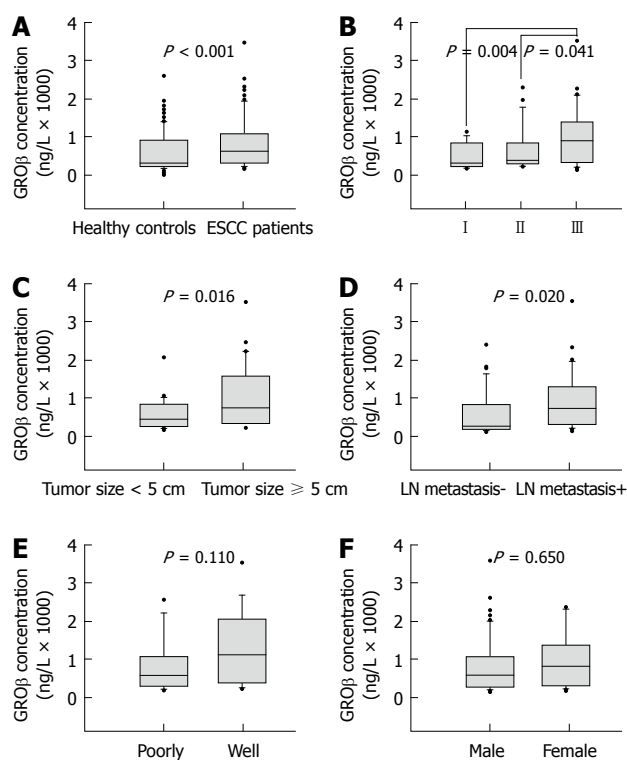 A
GROβ concentration
(ng/L × 1000)
4
3
2
1
0
P < 0.001
Healthy controls ESCC patients
B
GROβ concentration
(ng/L × 1000)
4
3
2
1
0
P = 0.004 P = 0.041
Ⅰ Ⅱ Ⅲ
C
GROβ concentration
(ng/L × 1000)
4
3
2
1
0
P = 0.016
Tumor size < 5 cm Tumor size ≥ 5 cm
D
GROβ concentration
(ng/L × 1000)
4
3
2
1
0
P = 0.020
LN metastasis- LN metastasis+
E
GROβ concentration
(ng/L × 1000)
4
3
2
1
0
P = 0.110
Poorly Well
F
GROβ concentration
(ng/L × 1000)
4
3
2
1
0
P = 0.650
Male Female